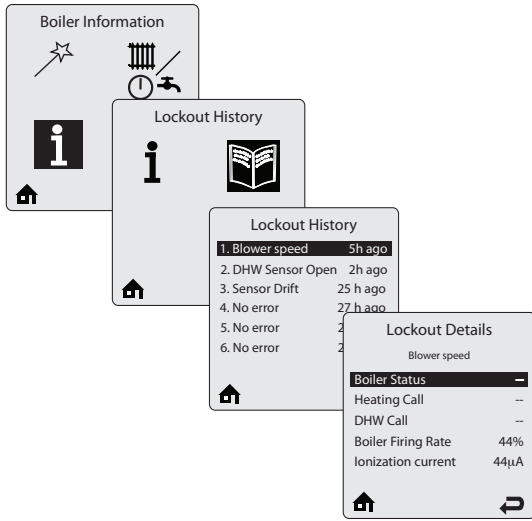 Boiler Information
Lockout History
Lockout History
1. Blower speed 5h ago
2. DHW Sensor Open 2h ago
3. Sensor Drift 25 h ago
4. No error 27 h ago
5. No error 2
6. No error 2
Lockout Details
Blower speed
Boiler Status –
Heating Call --
DHW Call --
Boiler Firing Rate 44%
Ionization current 44µA